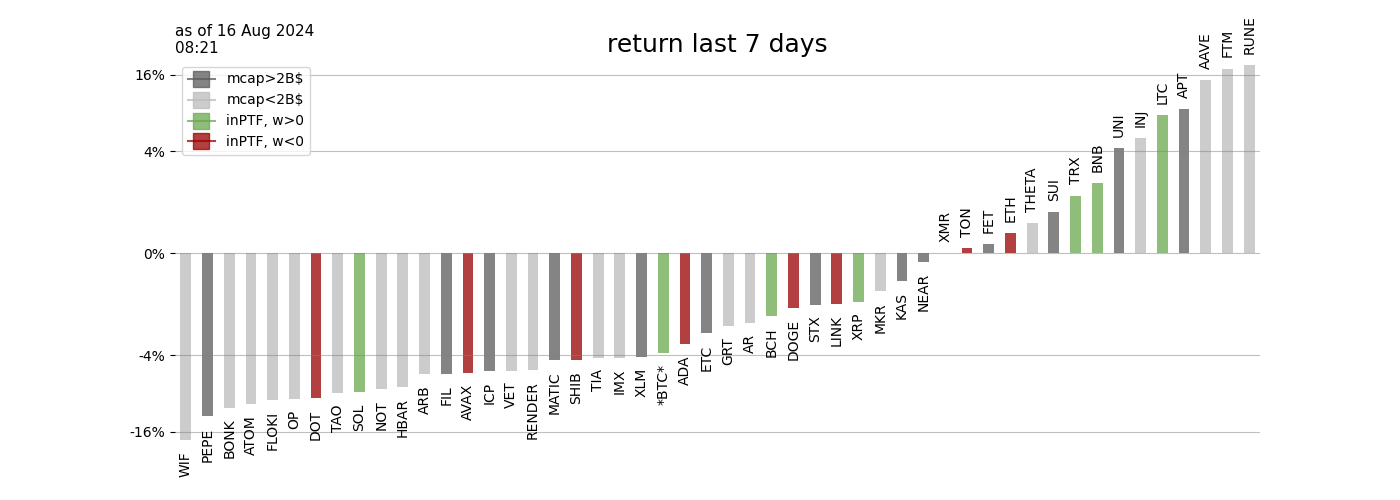 as of 16 Aug 2024
08:21
return last 7 days
mcap>2B$
mcap<2B$
inPTF, w>0
inPTF, w<0
16%
4%
0%
-4%
-16%
WIF
PEPE
BONK
ATOM
FLOKI
OP
DOT
TAO
SOL
NOT
HBAR
ARB
FIL
AVAX
ICP
VET
RENDER
MATIC
SHIB
TIA
IMX
XLM
*BTC*
ADA
ETC
GRT
AR
BCH
DOGE
STX
LINK
XRP
MKR
KAS
NEAR
XMR
TON
FET
ETH
THETA
SUI
TRX
BNB
UNI
INJ
LTC
APT
AAVE
FTM
RUNE